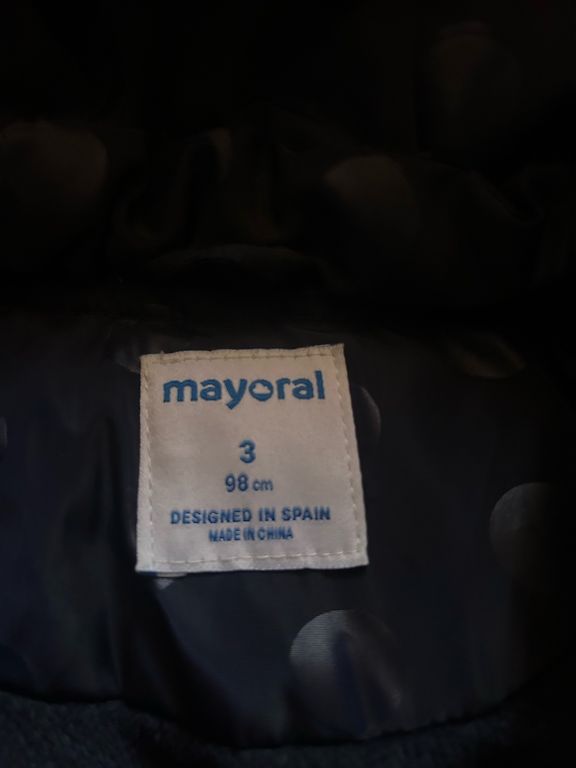 mayoral
3
98 cm
DESIGNED IN SPAIN
MADE IN CHINA